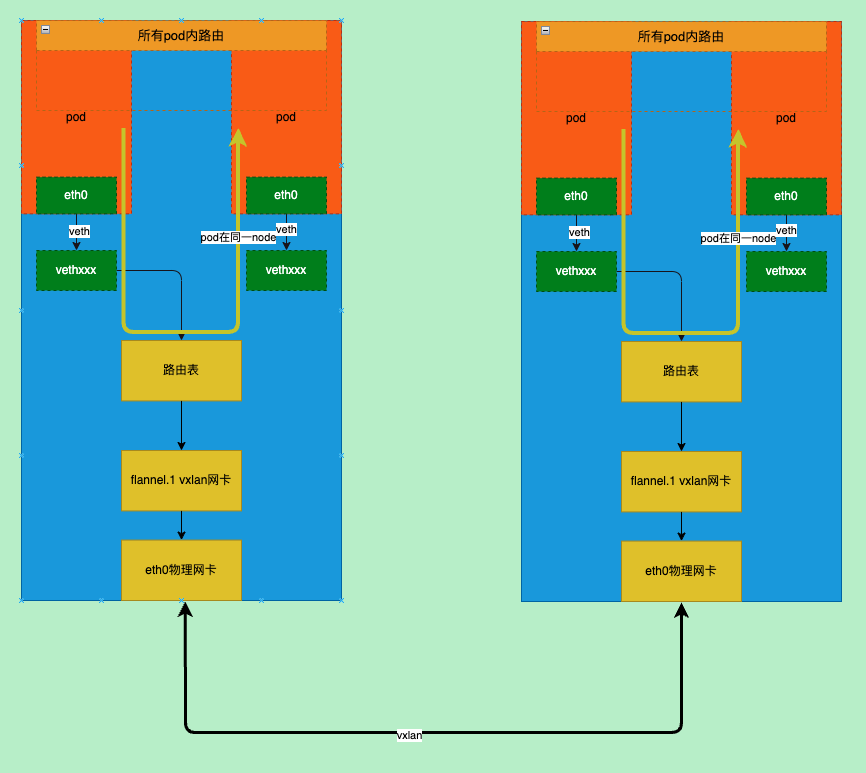 所有pod内路由
pod
pod
eth0
eth0
veth
veth
pod在同一node
vethxxx
vethxxx
路由表
flannel.1 vxlan网卡
eth0物理网卡
所有pod内路由
pod
pod
eth0
eth0
veth
veth
pod在同一node
vethxxx
vethxxx
路由表
flannel.1 vxlan网卡
eth0物理网卡
vxlan